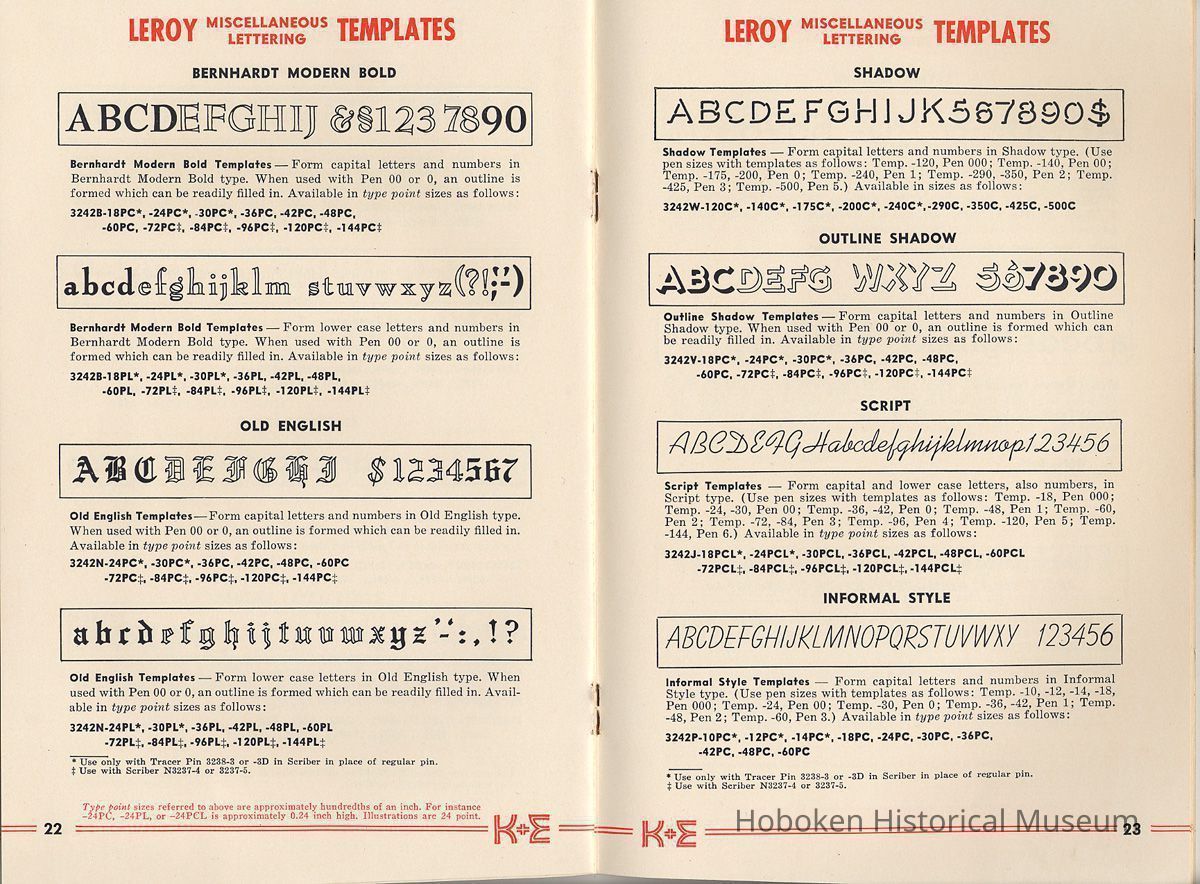 LEROY MISCELLANEOUS LETTERING TEMPLATES
BERNHARDT MODERN BOLD
ABCDEFGHIJ &§123 7890
Bernhardt Modern Bold Templates — Form capital letters and numbers in
Bernhardt Modern Bold type. When used with Pen 00 or 0, an outline is
formed which can be readily filled in. Available in type point sizes as follows:
3242B-18PC*, -24PC*, -30PC*, -36PC, -42PC, -48PC,
-60PC, -72PC‡, -84PC‡, -96PC‡, -120PC‡, -144PC‡
abcdefghijklm stuvwxyz(?!;:'-)
Bernhardt Modern Bold Templates — Form lower case letters and numbers in
Bernhardt Modern Bold type. When used with Pen 00 or 0, an outline is
formed which can be readily filled in. Available in type point sizes as follows:
3242B-18PL*, -24PL*, -30PL*, -36PL, -42PL, -48PL,
-60PL, -72PL‡, -84PL‡, -96PL‡, -120PL‡, -144PL‡
OLD ENGLISH
ABCDEFGHI $1234567
Old English Templates—Form capital letters and numbers in Old English type.
When used with Pen 00 or 0, an outline is formed which can be readily filled in.
Available in type point sizes as follows:
3242N-24PC*, -30PC*, -36PC, -42PC, -48PC, -60PC
-72PC‡, -84PC‡, -96PC‡, -120PC‡, -144PC‡
abcdefghijtuvwxyz'-:,!?
Old English Templates — Form lower case letters in Old English type. When
used with Pen 00 or 0, an outline is formed which can be readily filled in. Avail-
able in type point sizes as follows:
3242N-24PL*, -30PL*, -36PL, -42PL, -48PL, -60PL
-72PL‡, -84PL‡, -96PL‡, -120PL‡, -144PL‡
* Use only with Tracer Pin 3238-3 or -3D in Scriber in place of regular pin.
‡ Use with Scriber N3237-4 or 3237-5.
Type point sizes referred to above are approximately hundredths of an inch. For instance
-24PC, -24PL, or -24PCL is approximately 0.24 inch high. Illustrations are 24 point.
22
K+E
LEROY MISCELLANEOUS LETTERING TEMPLATES
SHADOW
ABCDEFGHIJK567890$
Shadow Templates — Form capital letters and numbers in Shadow type. (Use
pen sizes with templates as follows: Temp. -120, Pen 000; Temp. -140, Pen 00;
Temp. -175, -200, Pen 0; Temp. -240, Pen 1; Temp. -290, -350, Pen 2; Temp.
-425, Pen 3; Temp. -500, Pen 5.) Available in sizes as follows:
3242W-120C*, -140C*, -175C*, -200C*, -240C*,-290C, -350C, -425C, -500C
OUTLINE SHADOW
ABCDEFG WXYZ 567890
Outline Shadow Templates — Form capital letters and numbers in Outline
Shadow type. When used with Pen 00 or 0, an outline is formed which can
be readily filled in. Available in type point sizes as follows:
3242V-18PC*, -24PC*, -30PC*, -36PC, -42PC, -48PC,
-60PC, -72PC‡, -84PC‡, -96PC‡, -120PC‡, -144PC‡
SCRIPT
ABCDEFGHabcdefghijklmnop123456
Script Templates — Form capital and lower case letters, also numbers, in
Script type. (Use pen sizes with templates as follows: Temp. -18, Pen 000;
Temp. -24, -30, Pen 00; Temp. -36, -42, Pen 0; Temp. -48, Pen 1; Temp. -60,
Pen 2; Temp. -72, -84, Pen 3; Temp. -96, Pen 4; Temp. -120, Pen 5; Temp.
-144, Pen 6.) Available in type point sizes as follows:
3242J-18PCL*, -24PCL*, -30PCL, -36PCL, -42PCL, -48PCL, -60PCL
-72PCL‡, -84PCL‡, -96PCL‡, -120PCL‡, -144PCL‡
INFORMAL STYLE
ABCDEFGHIJKLMNOPQRSTUVWXY 123456
Informal Style Templates — Form capital letters and numbers in Informal
Style type. (Use pen sizes with templates as follows: Temp. -10, -12, -14, -18,
Pen 000; Temp. -24, Pen 00; Temp. -30, Pen 0; Temp. -36, -42, Pen 1; Temp.
-48, Pen 2; Temp. -60, Pen 3.) Available in type point sizes as follows:
3242P-10PC*, -12PC*, -14PC*, -18PC, -24PC, -30PC, -36PC,
-42PC, -48PC, -60PC
* Use only with Tracer Pin 3238-3 or -3D in Scriber in place of regular pin.
‡ Use with Scriber N3237-4 or 3237-5.
K+E
Hoboken Historical Museum
23